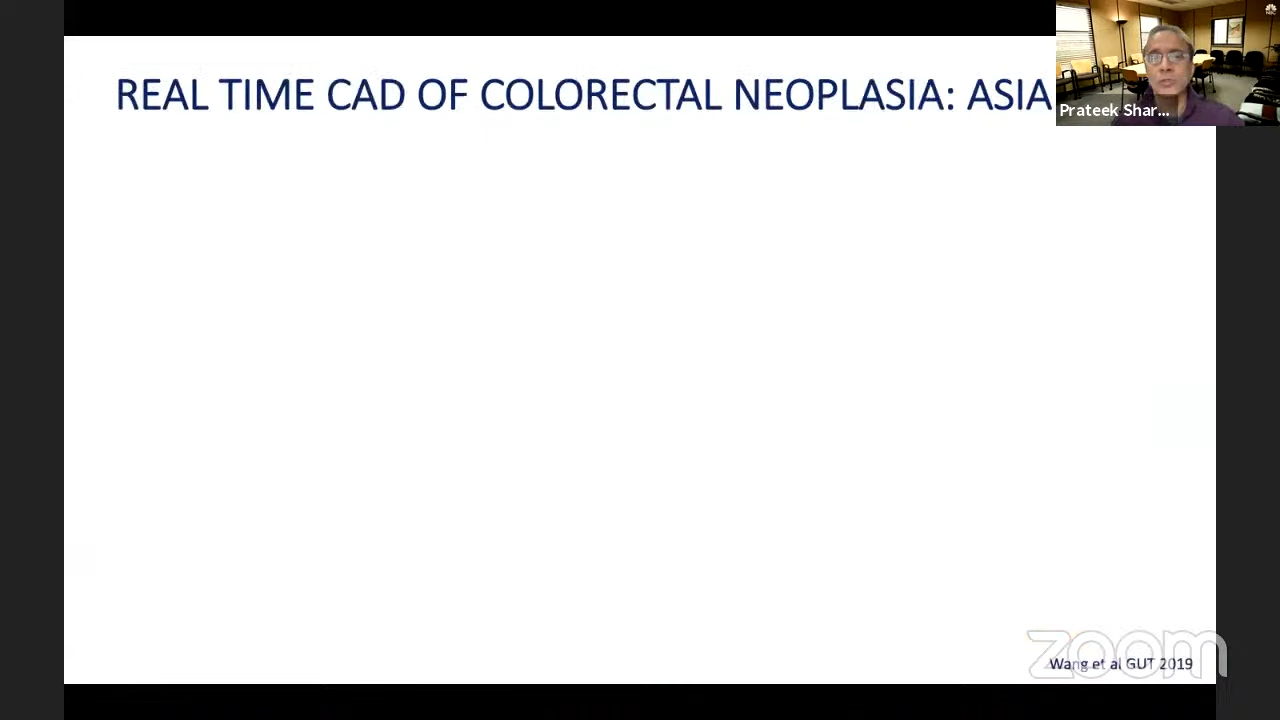 REAL TIME CAD OF COLORECTAL NEOPLASIA: ASIA
Prateek Shar...
zoom
Wang et al GUT 2019